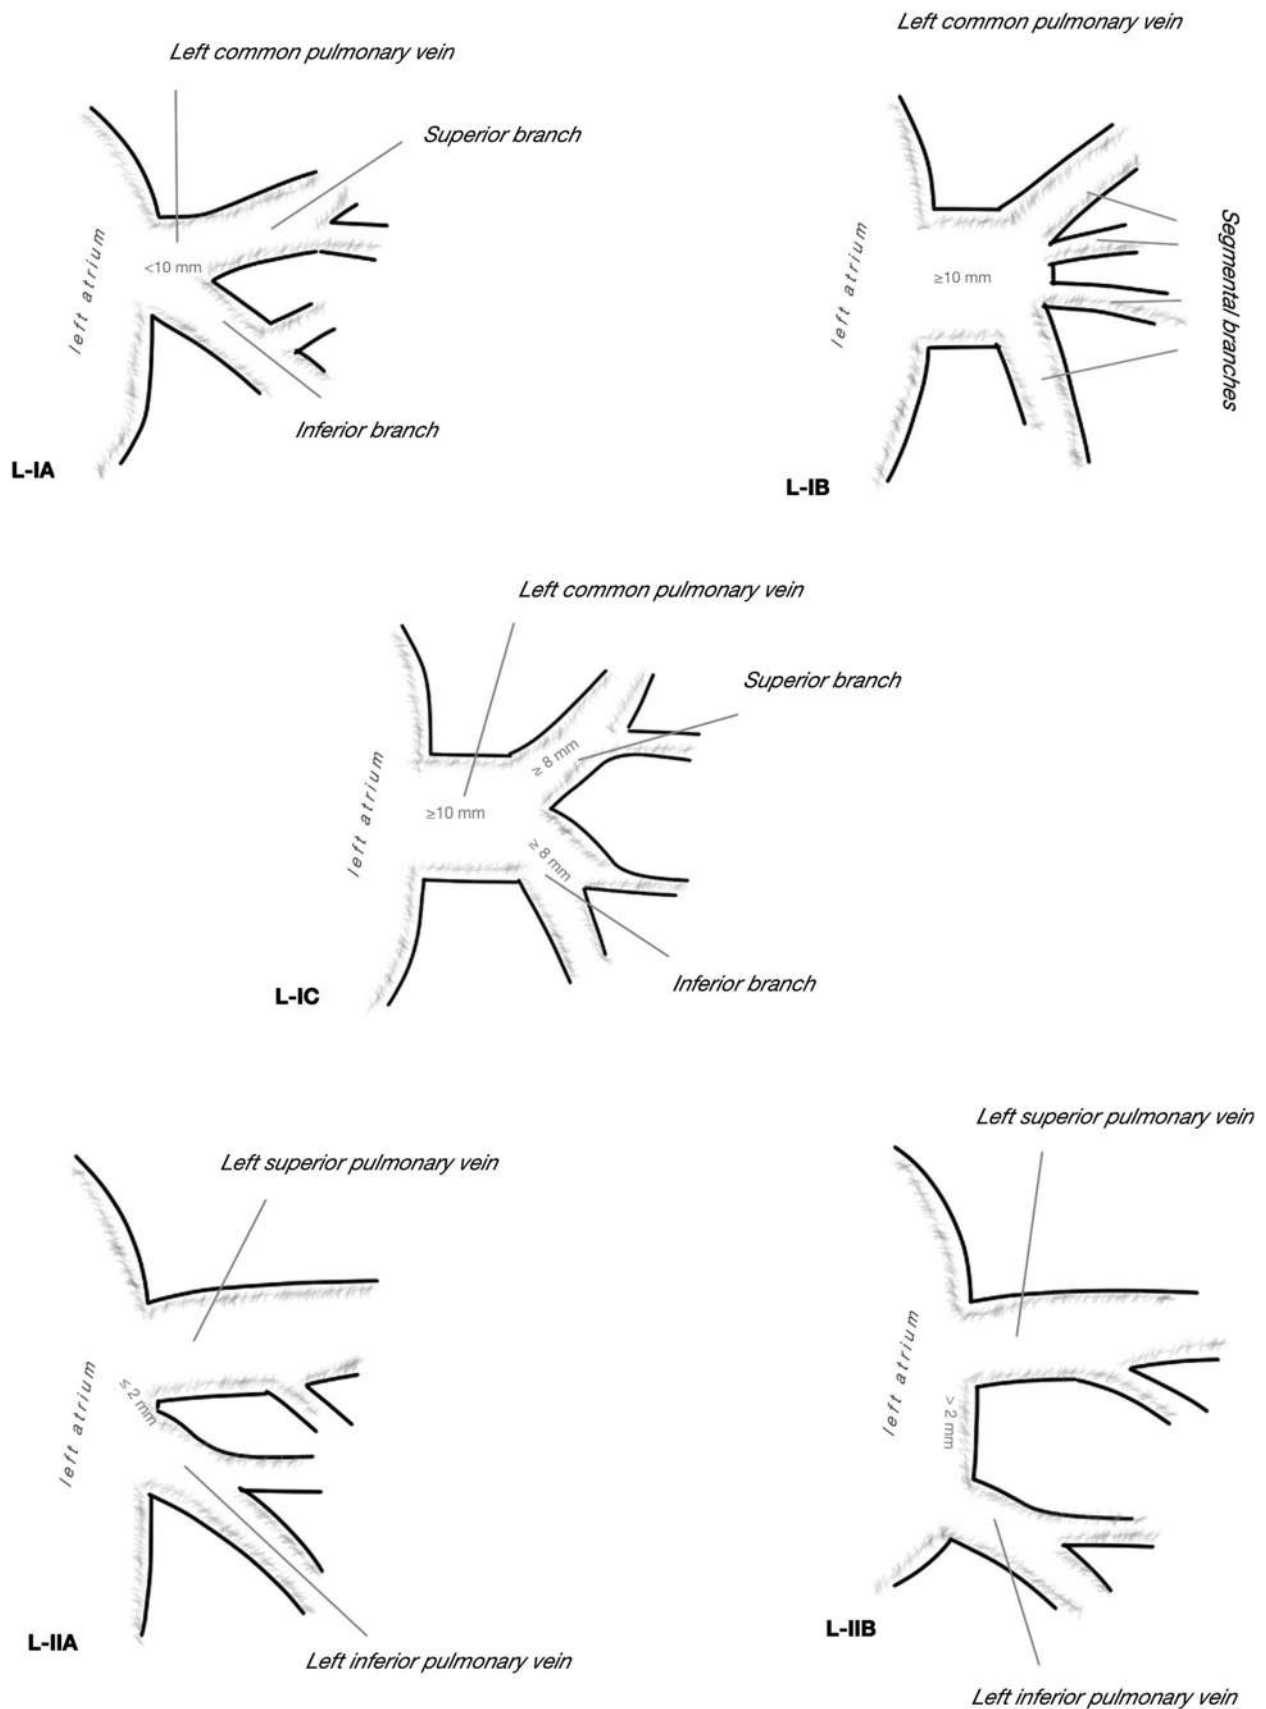 Left common pulmonary vein
Superior branch
<10 mm
left atrium
Inferior branch
L-IA
Left common pulmonary vein
left atrium
≥10 mm
Segmental branches
L-IB
Left common pulmonary vein
Superior branch
≥ 8 mm
left atrium
≥10 mm
≥ 8 mm
Inferior branch
L-IC
Left superior pulmonary vein
left atrium
≤ 2 mm
L-IIA
Left inferior pulmonary vein
Left superior pulmonary vein
left atrium
> 2 mm
L-IIB
Left inferior pulmonary vein